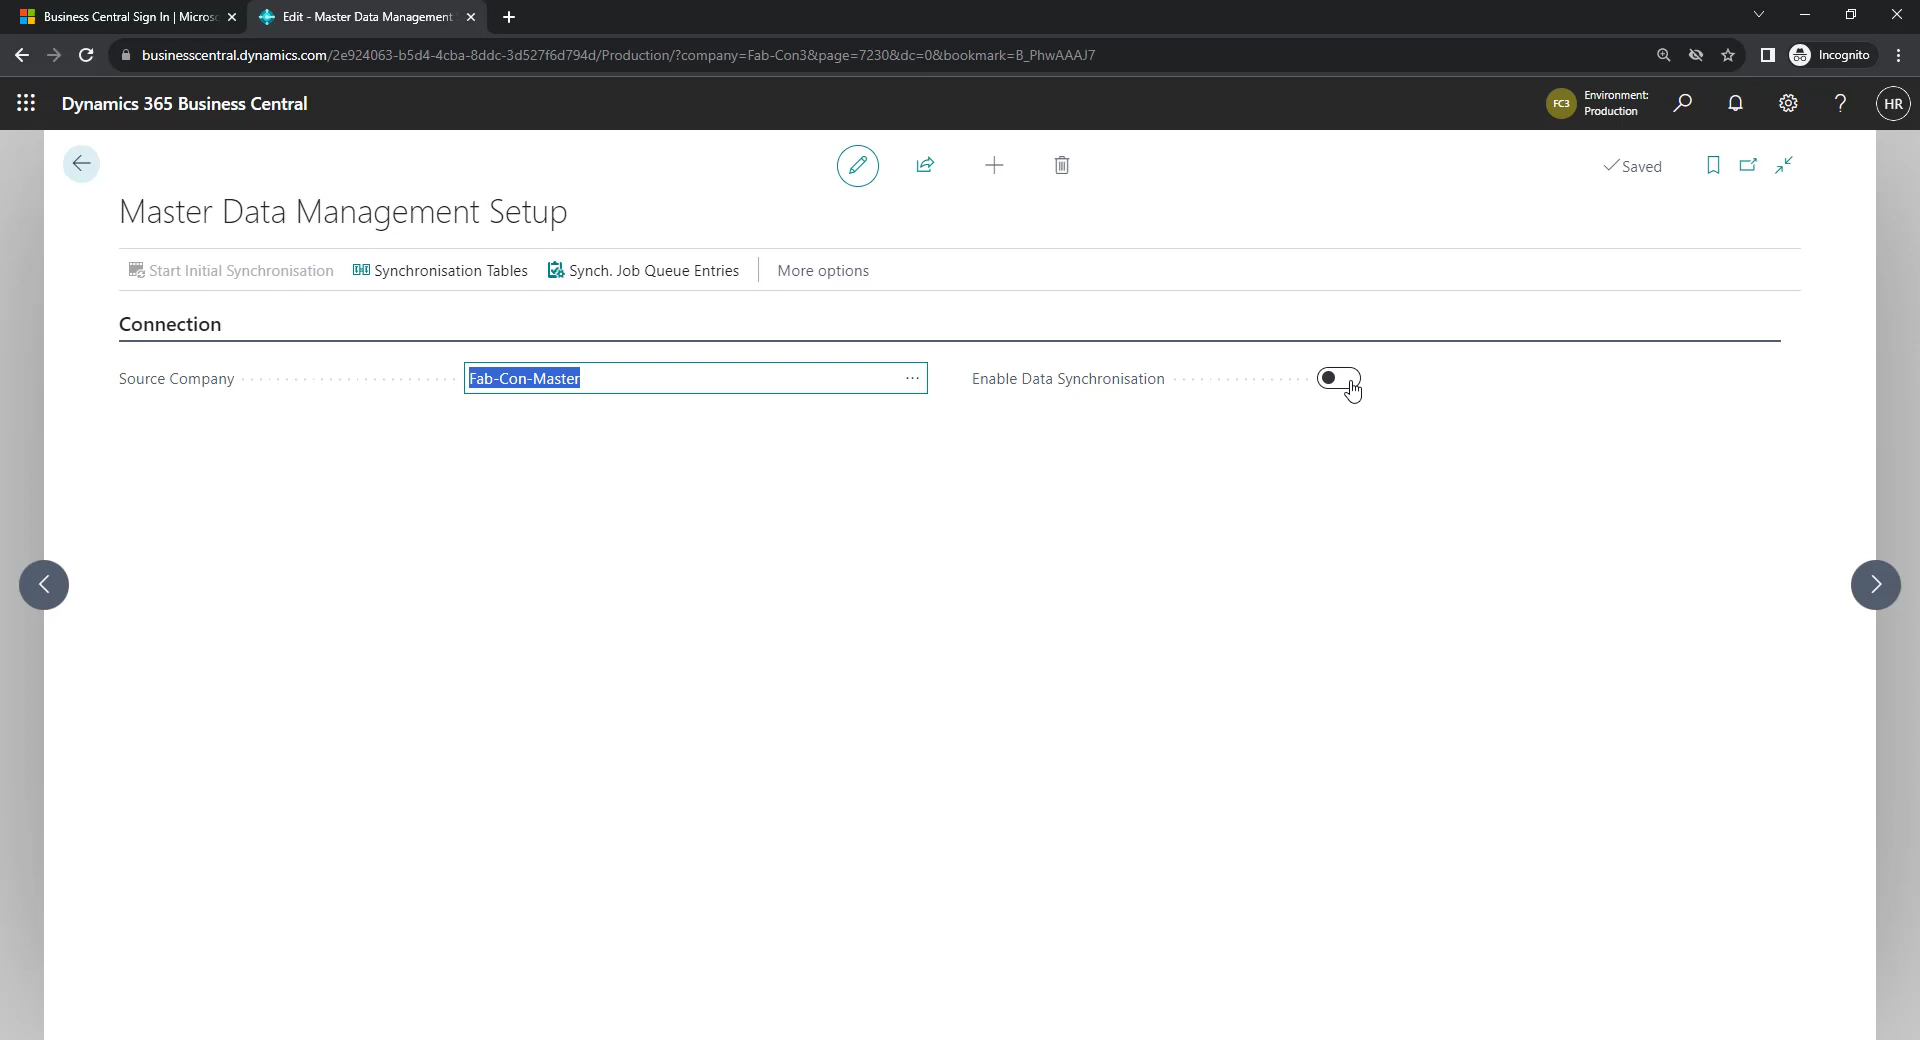 Business Central Sign In | Micros
Edit - Master Data Management
businesscentral.dynamics.com/2e924063-b5d4-4cba-8ddc-3d527f6d794d/Production/?company=Fab-Con3&page=7230&dc=0&bookmark=B_PhwAAAJ7
Incognito
Dynamics 365 Business Central
FC3
Environment:
Production
?
HR
Saved
Master Data Management Setup
Start Initial Synchronisation
Synchronisation Tables
Synch. Job Queue Entries
More options
Connection
Source Company
Fab-Con-Master
...
Enable Data Synchronisation